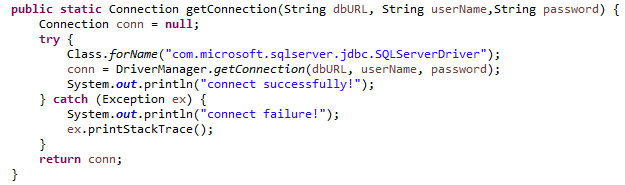 public static Connection getConnection(String dbURL, String userName,String password) {
    Connection conn = null;
    try {
        Class.forName("com.microsoft.sqlserver.jdbc.SQLServerDriver");
        conn = DriverManager.getConnection(dbURL, userName, password);
        System.out.println("connect successfully!");
    } catch (Exception ex) {
        System.out.println("connect failure!");
        ex.printStackTrace();
    }
    return conn;
}